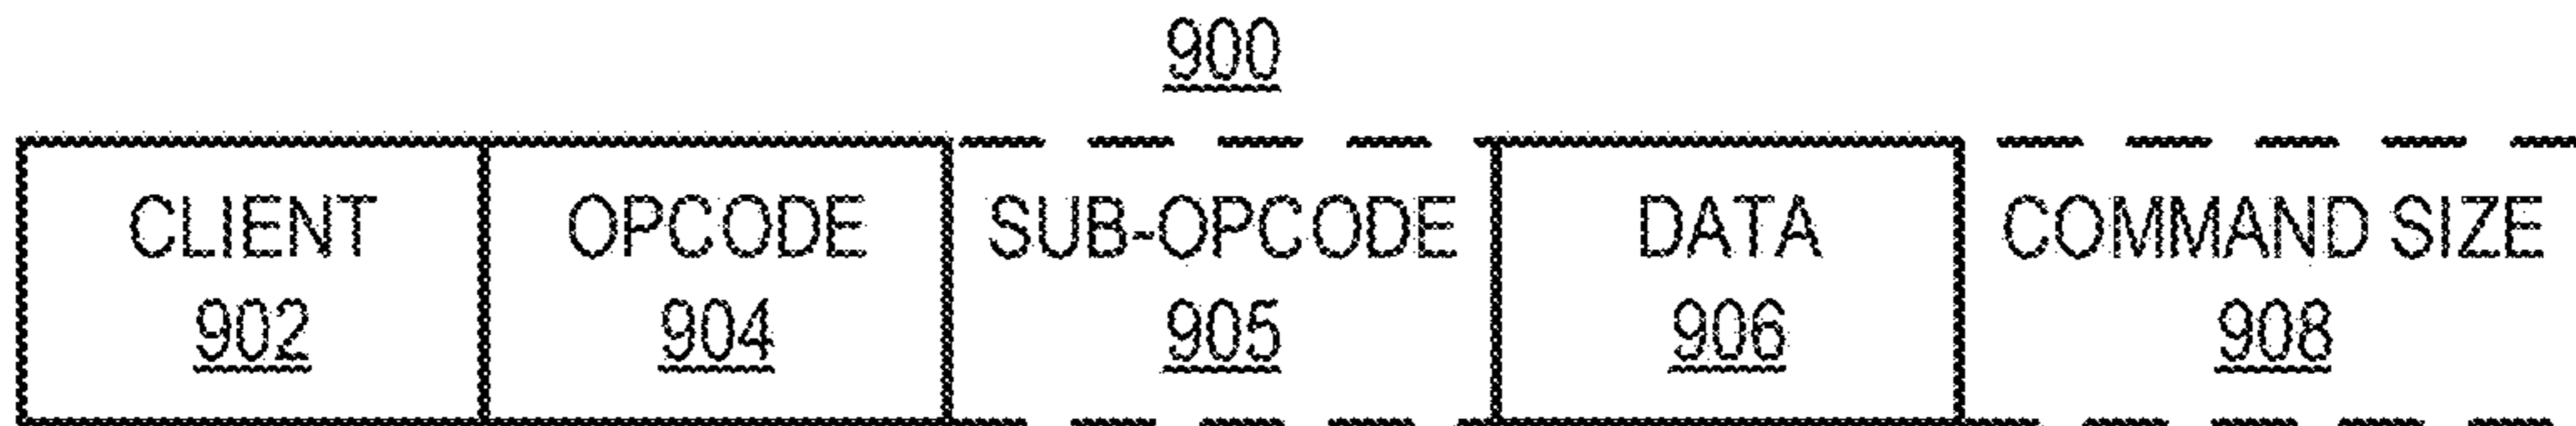 900
CLIENT OPCODE SUB-OPCODE DATA COMMAND SIZE
902 904 905 906 908